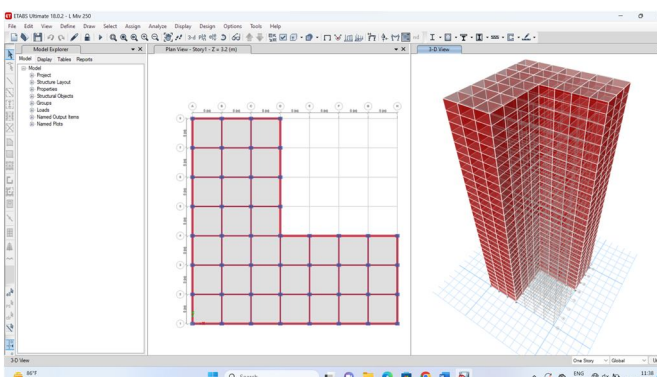 ETABS Ultimate 18.0.2 - L Miv 250
File Edit View Define Draw Select Assign Analyze Display Design Options Tools Help
Model Explorer
Plan View - Story1 - Z = 3.2 (m)
3-D View
Model Display Tables Reports
Model
Project
Structure Layout
Properties
Structural Objects
Groups
Loads
Named Output Items
Named Plots
3-D View
One Story
Global
86°F
Search
ENG
11:38